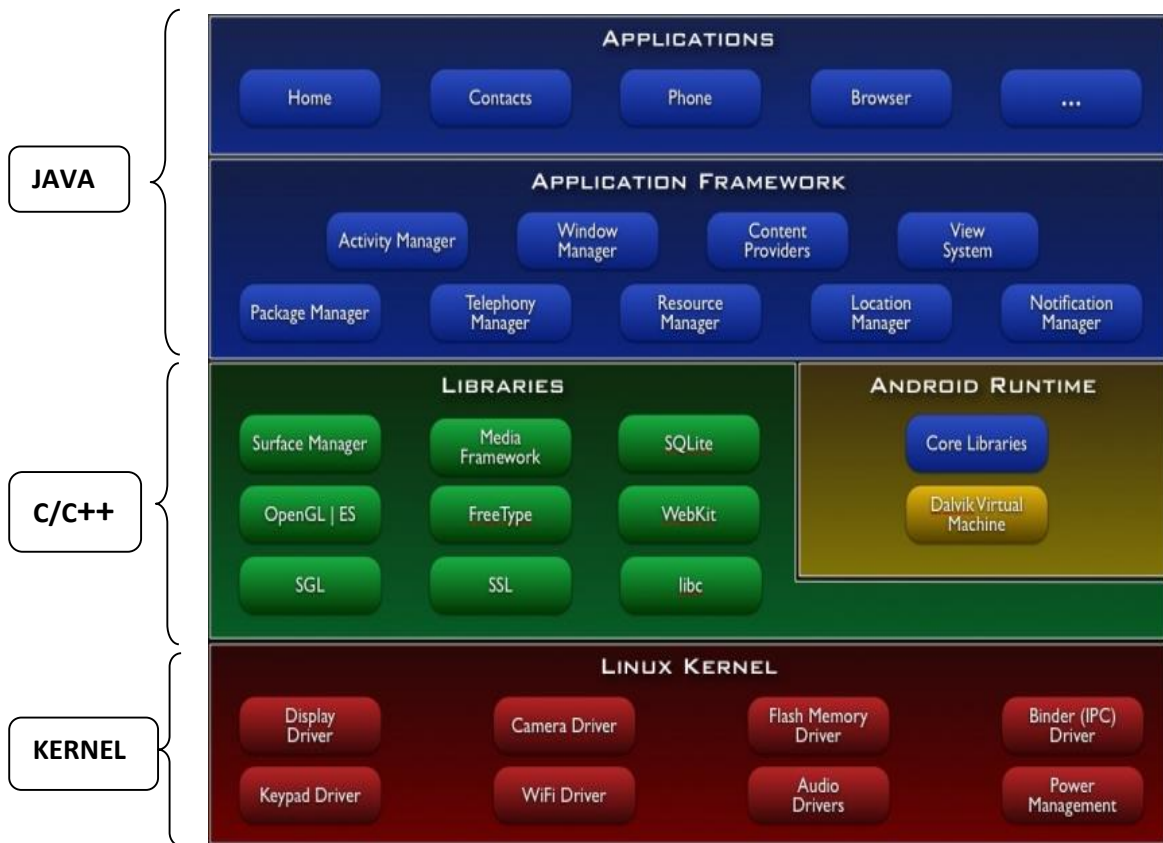 APPLICATIONS
Home
Contacts
Phone
Browser
...
JAVA
APPLICATION FRAMEWORK
Activity Manager
Window
Manager
Content
Providers
View
System
Package Manager
Telephony
Manager
Resource
Manager
Location
Manager
Notification
Manager
C/C++
LIBRARIES
Surface Manager
Media
Framework
SQLite
OpenGL | ES
FreeType
WebKit
SGL
SSL
libc
ANDROID RUNTIME
Core Libraries
Dalvik Virtual
Machine
KERNEL
LINUX KERNEL
Display
Driver
Camera Driver
Flash Memory
Driver
Binder (IPC)
Driver
Keypad Driver
WiFi Driver
Audio
Drivers
Power
Management